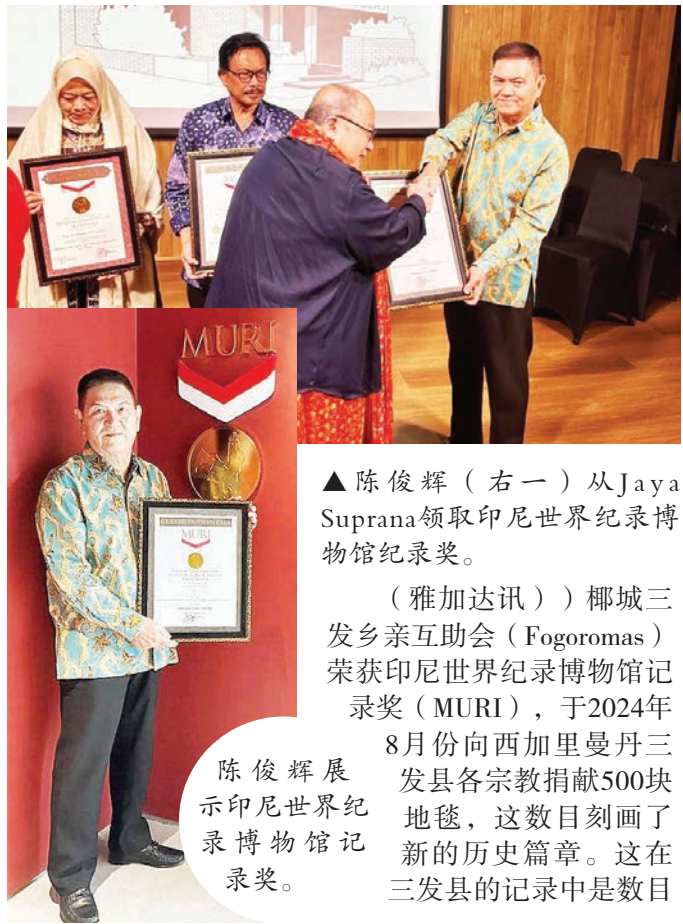 MURI
MURI
▲陈俊辉（右一）从Jaya
Suprana领取印尼世界纪录博
物馆纪录奖。
（雅加达讯））椰城三
发乡亲互助会（Fogoromas）
荣获印尼世界纪录博物馆记
录奖（MURI），于2024年
8月份向西加里曼丹三
发县各宗教捐献500块
地毯，这数目刻画了
新的历史篇章。这在
三发县的记录中是数目
陈俊辉展
示印尼世界纪
录博物馆记
录奖。